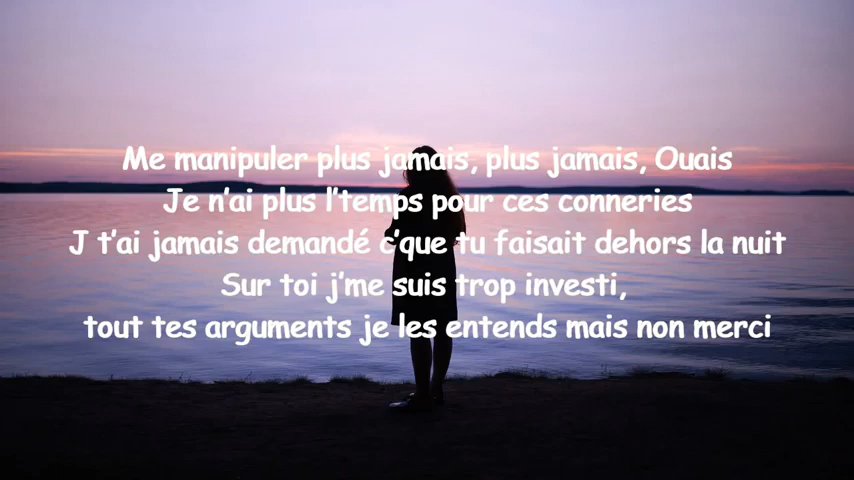 Me manipuler plus jamais, plus jamais, Ouais
Je n'ai plus l'temps pour ces conneries
J t'ai jamais demandé c'que tu faisait dehors la nuit
Sur toi j'me suis trop investi,
tout tes arguments je les entends mais non merci